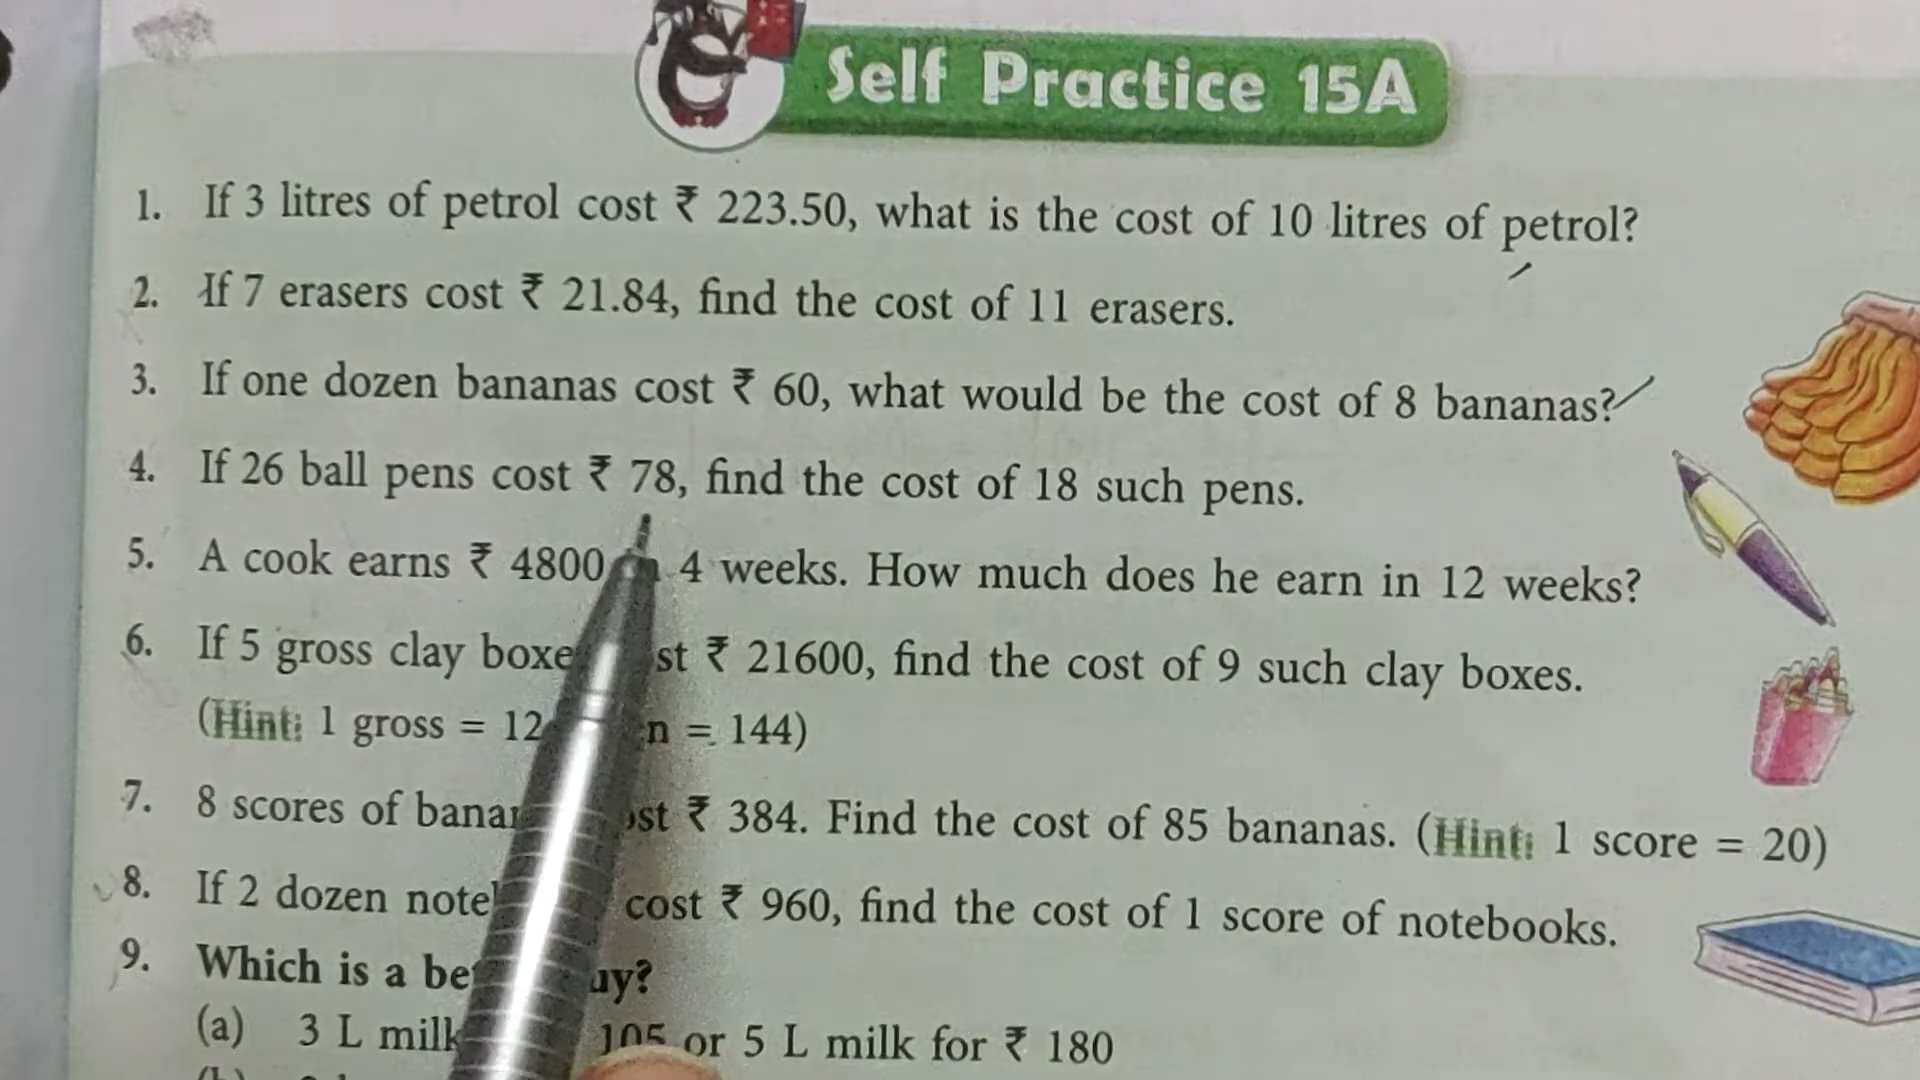 Self Practice 15A
1. If 3 litres of petrol cost ₹ 223.50, what is the cost of 10 litres of petrol?
2. If 7 erasers cost ₹ 21.84, find the cost of 11 erasers.
3. If one dozen bananas cost ₹ 60, what would be the cost of 8 bananas?
4. If 26 ball pens cost ₹ 78, find the cost of 18 such pens.
5. A cook earns ₹ 4800 4 weeks. How much does he earn in 12 weeks?
6. If 5 gross clay ₹ 21600, find the cost of 9 such clay boxes.
(Hint: 1 gross = 12 = 144)
7. 8 scores of ₹ 384. Find the cost of 85 bananas. (Hint: 1 score = 20)
8. If 2 dozen cost ₹ 960, find the cost of 1 score of notebooks.
9. Which is a
(a) 3 L milk 105 or 5 L milk for ₹ 180